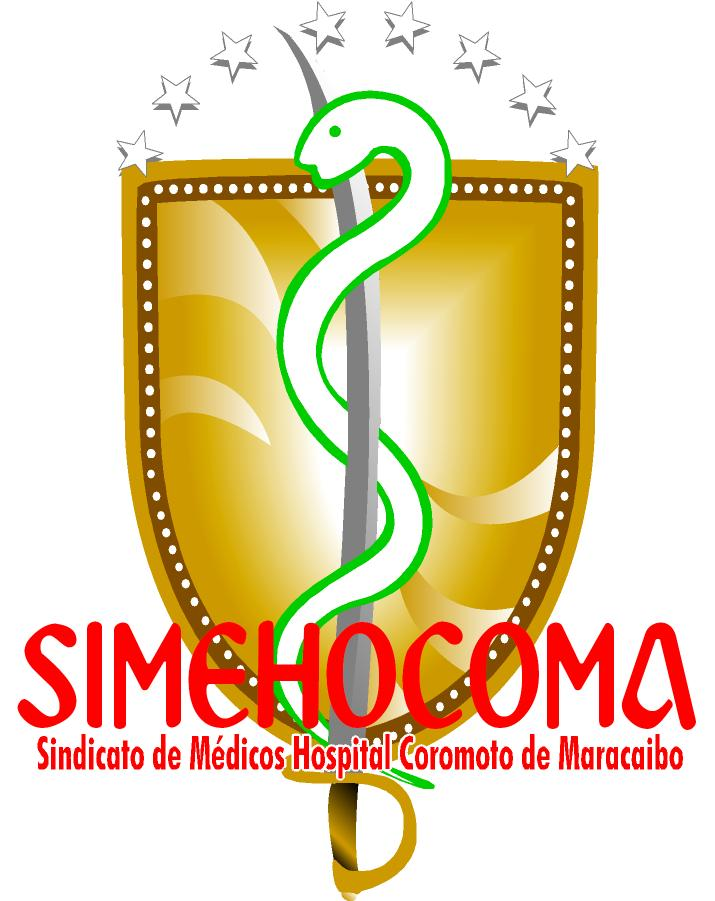 SIMEHOCOMA
Sindicato de Médicos Hospital Coromoto de Maracaibo